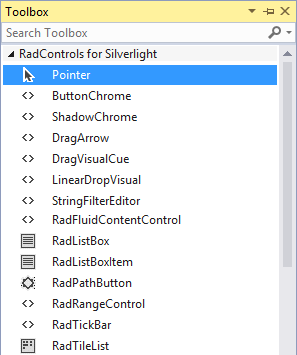 Toolbox
Search Toolbox
RadControls for Silverlight
Pointer
ButtonChrome
ShadowChrome
DragArrow
DragVisualCue
LinearDropVisual
StringFilterEditor
RadFluidContentControl
RadListBox
RadListBoxItem
RadPathButton
RadRangeControl
RadTickBar
RadTileList